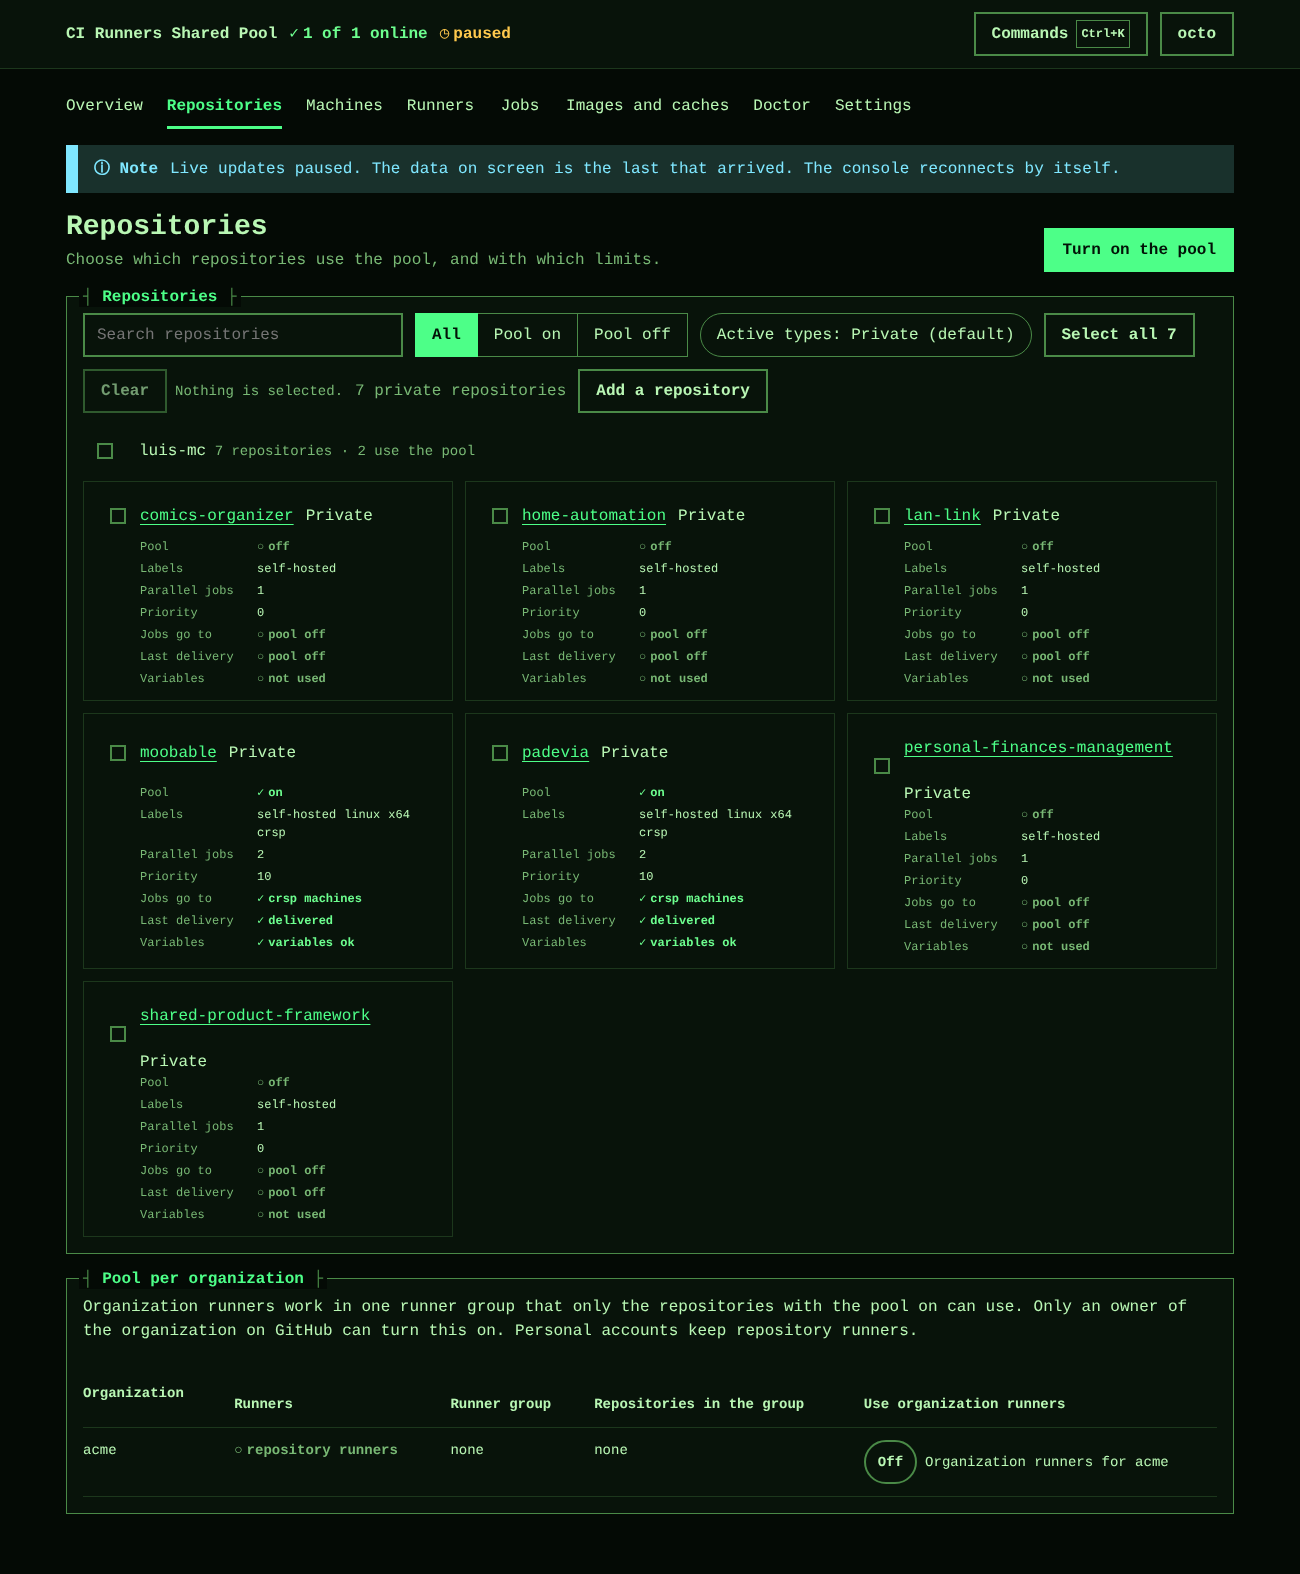 CI Runners Shared Pool ✓ 1 of 1 online ◷ paused
Commands Ctrl+K
octo
Overview Repositories Machines Runners Jobs Images and caches Doctor Settings
ⓘ Note Live updates paused. The data on screen is the last that arrived. The console reconnects by itself.
Repositories
Choose which repositories use the pool, and with which limits.
Turn on the pool
┤ Repositories ├
Search repositories All Pool on Pool off Active types: Private (default) Select all 7
Clear Nothing is selected. 7 private repositories Add a repository
luis-mc 7 repositories · 2 use the pool
comics-organizer Private
Pool ○ off
Labels self-hosted
Parallel jobs 1
Priority 0
Jobs go to ○ pool off
Last delivery ○ pool off
Variables ○ not used
home-automation Private
Pool ○ off
Labels self-hosted
Parallel jobs 1
Priority 0
Jobs go to ○ pool off
Last delivery ○ pool off
Variables ○ not used
lan-link Private
Pool ○ off
Labels self-hosted
Parallel jobs 1
Priority 0
Jobs go to ○ pool off
Last delivery ○ pool off
Variables ○ not used
moobable Private
Pool ✓ on
Labels self-hosted linux x64
crsp
Parallel jobs 2
Priority 10
Jobs go to ✓ crsp machines
Last delivery ✓ delivered
Variables ✓ variables ok
padevia Private
Pool ✓ on
Labels self-hosted linux x64
crsp
Parallel jobs 2
Priority 10
Jobs go to ✓ crsp machines
Last delivery ✓ delivered
Variables ✓ variables ok
personal-finances-management
Private
Pool ○ off
Labels self-hosted
Parallel jobs 1
Priority 0
Jobs go to ○ pool off
Last delivery ○ pool off
Variables ○ not used
shared-product-framework
Private
Pool ○ off
Labels self-hosted
Parallel jobs 1
Priority 0
Jobs go to ○ pool off
Last delivery ○ pool off
Variables ○ not used
┤ Pool per organization ├
Organization runners work in one runner group that only the repositories with the pool on can use. Only an owner of
the organization on GitHub can turn this on. Personal accounts keep repository runners.
Organization Runners Runner group Repositories in the group Use organization runners
acme ○ repository runners none none Off Organization runners for acme